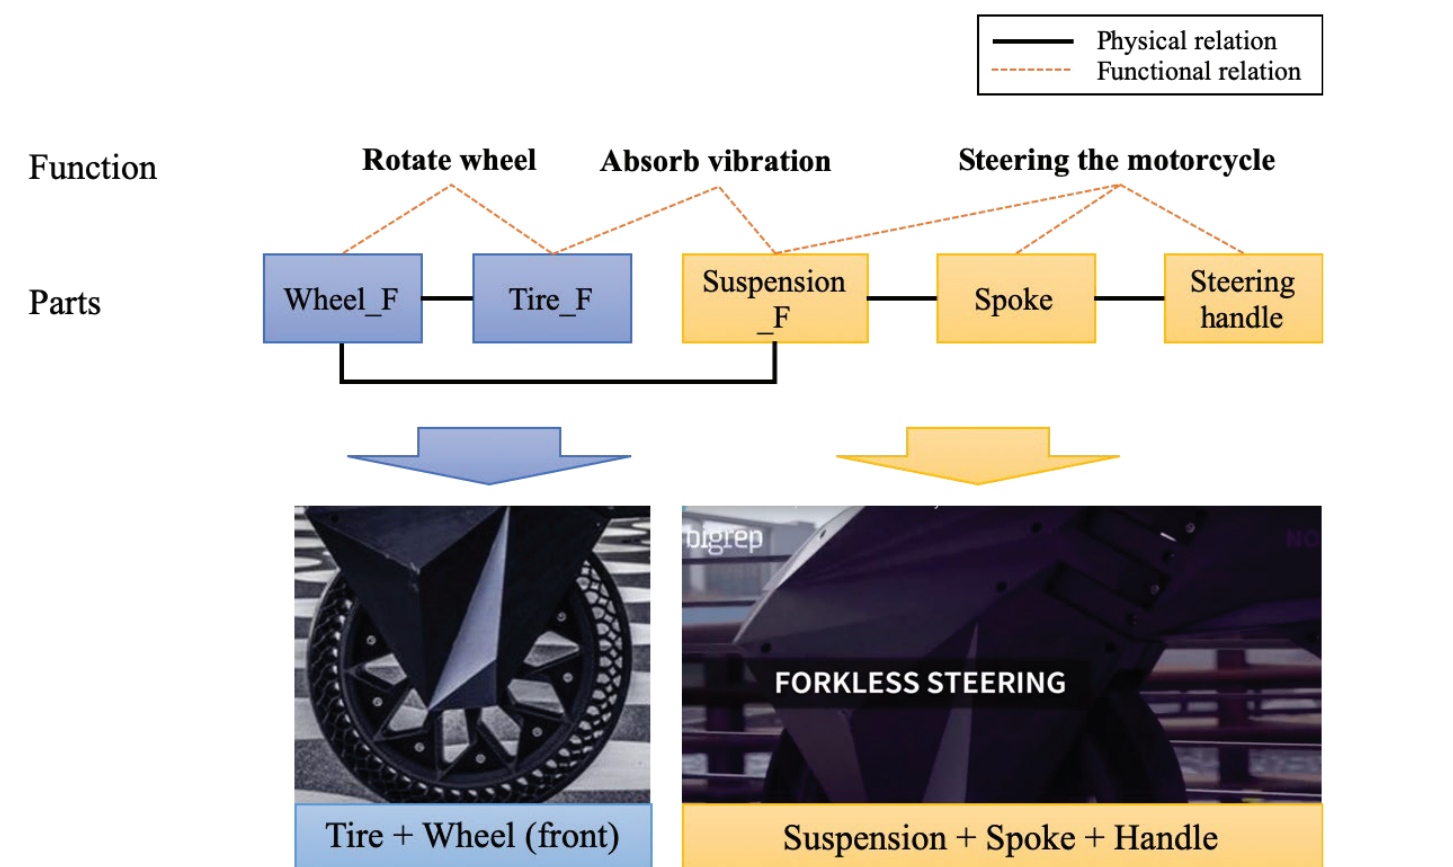 Physical relation
Functional relation
Function
Rotate wheel
Absorb vibration
Steering the motorcycle
Parts
Wheel_F
Tire_F
Suspension
_F
Spoke
Steering
handle
bigrep
NO
FORKLESS STEERING
Tire + Wheel (front)
Suspension + Spoke + Handle